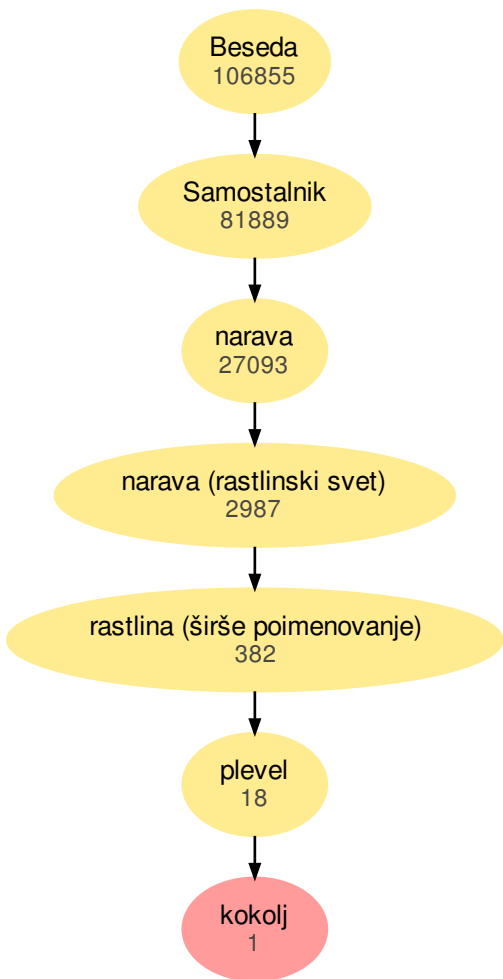 Beseda
106855
Samostalnik
81889
narava
27093
narava (rastlinski svet)
2987
rastlina (širše poimenovanje)
382
plevel
18
kokolj
1